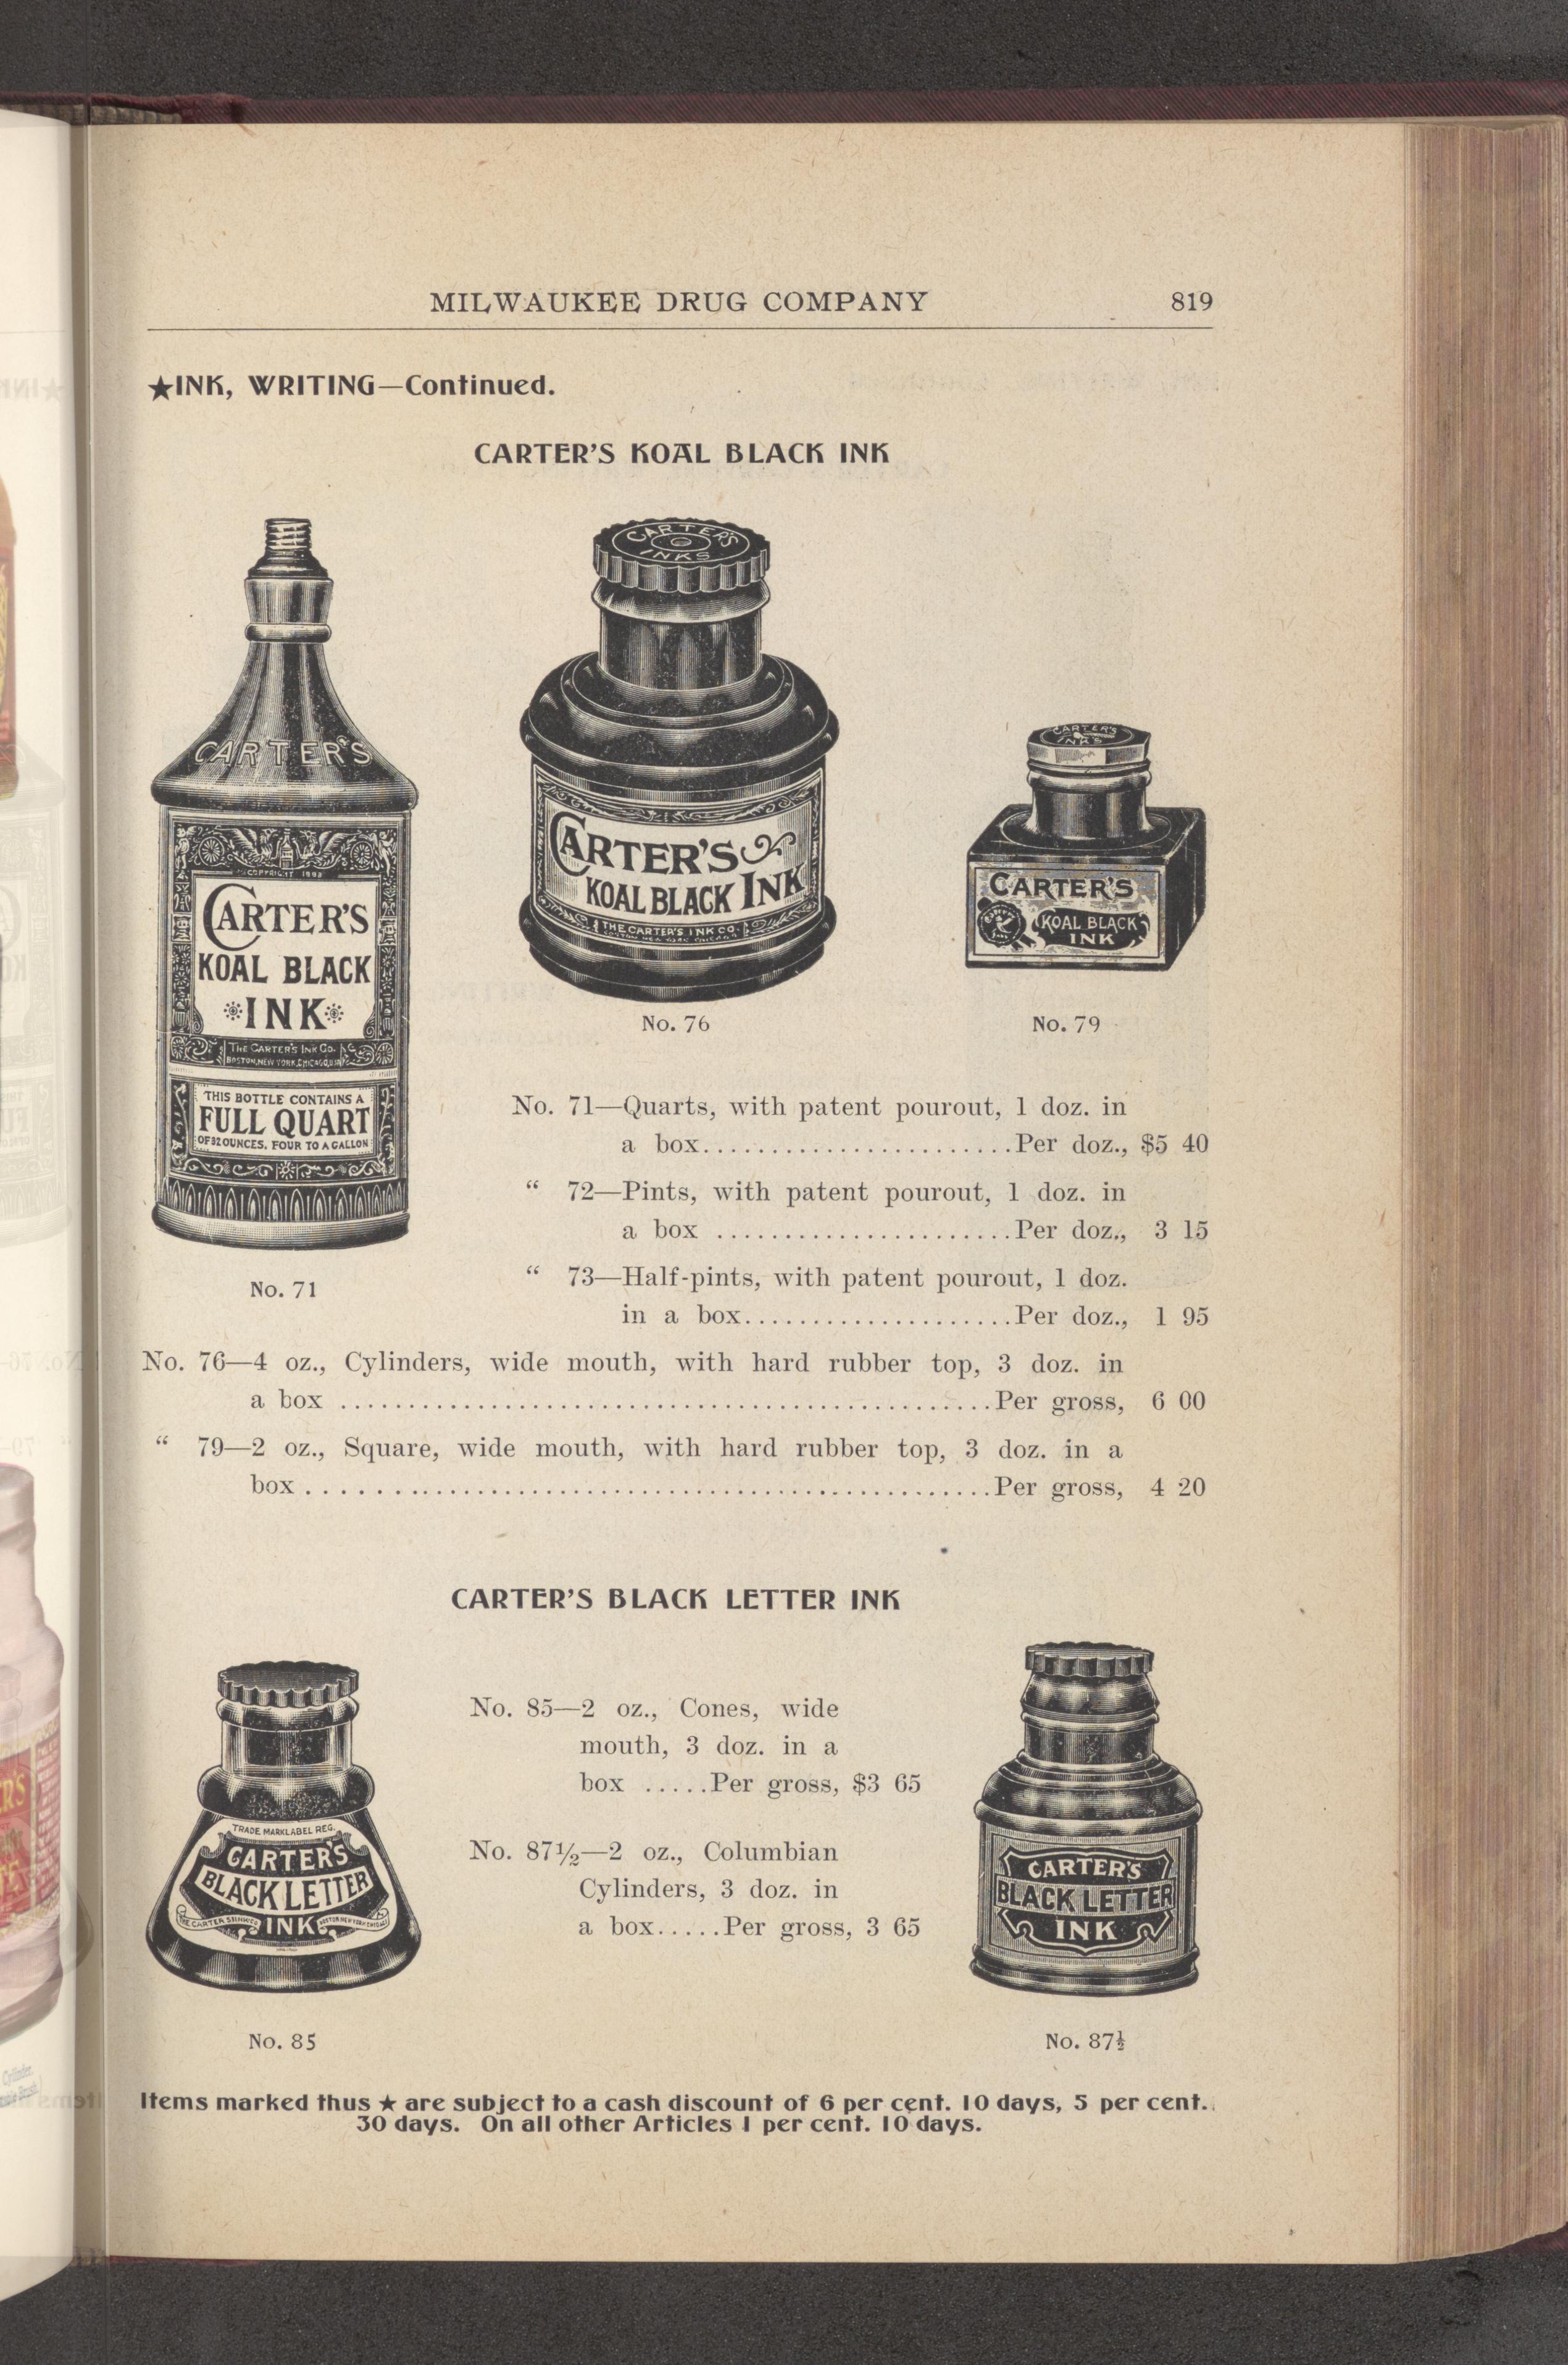 MILWAUKEE DRUG COMPANY 819
★INK, WRITING—Continued.
CARTER'S KOAL BLACK INK
CARTER'S
COPYRIGHT
CARTER'S
KOAL BLACK
INK
THE CARTER'S INK CO.
BOSTON, NEW YORK, CHICAGO, U.S.A.
THIS BOTTLE CONTAINS A
FULL QUART
OF 32 OUNCES. FOUR TO A GALLON
No. 71
CARTER'S
INKS
CARTER'S
KOAL BLACK INK
THE CARTER'S INK CO.
BOSTON NEW YORK CHICAGO
No. 76
CARTER'S
INKS
CARTER'S
KOAL BLACK
INK
No. 79
No. 71—Quarts, with patent pourout, 1 doz. in
a box.......................Per doz., $5 40
“ 72—Pints, with patent pourout, 1 doz. in
a box ......................Per doz., 3 15
“ 73—Half-pints, with patent pourout, 1 doz.
in a box....................Per doz., 1 95
No. 76—4 oz., Cylinders, wide mouth, with hard rubber top, 3 doz. in
a box ................................................Per gross, 6 00
“ 79—2 oz., Square, wide mouth, with hard rubber top, 3 doz. in a
box...................................................Per gross, 4 20
CARTER'S BLACK LETTER INK
TRADE MARK LABEL REG.
CARTER'S
BLACK LETTER
INK
No. 85
No. 85—2 oz., Cones, wide
mouth, 3 doz. in a
box .....Per gross, $3 65
No. 87½—2 oz., Columbian
Cylinders, 3 doz. in
a box.....Per gross, 3 65
CARTER'S
BLACK LETTER
INK
No. 87½
Items marked thus ★ are subject to a cash discount of 6 per cent. 10 days, 5 per cent.
30 days. On all other Articles 1 per cent. 10 days.